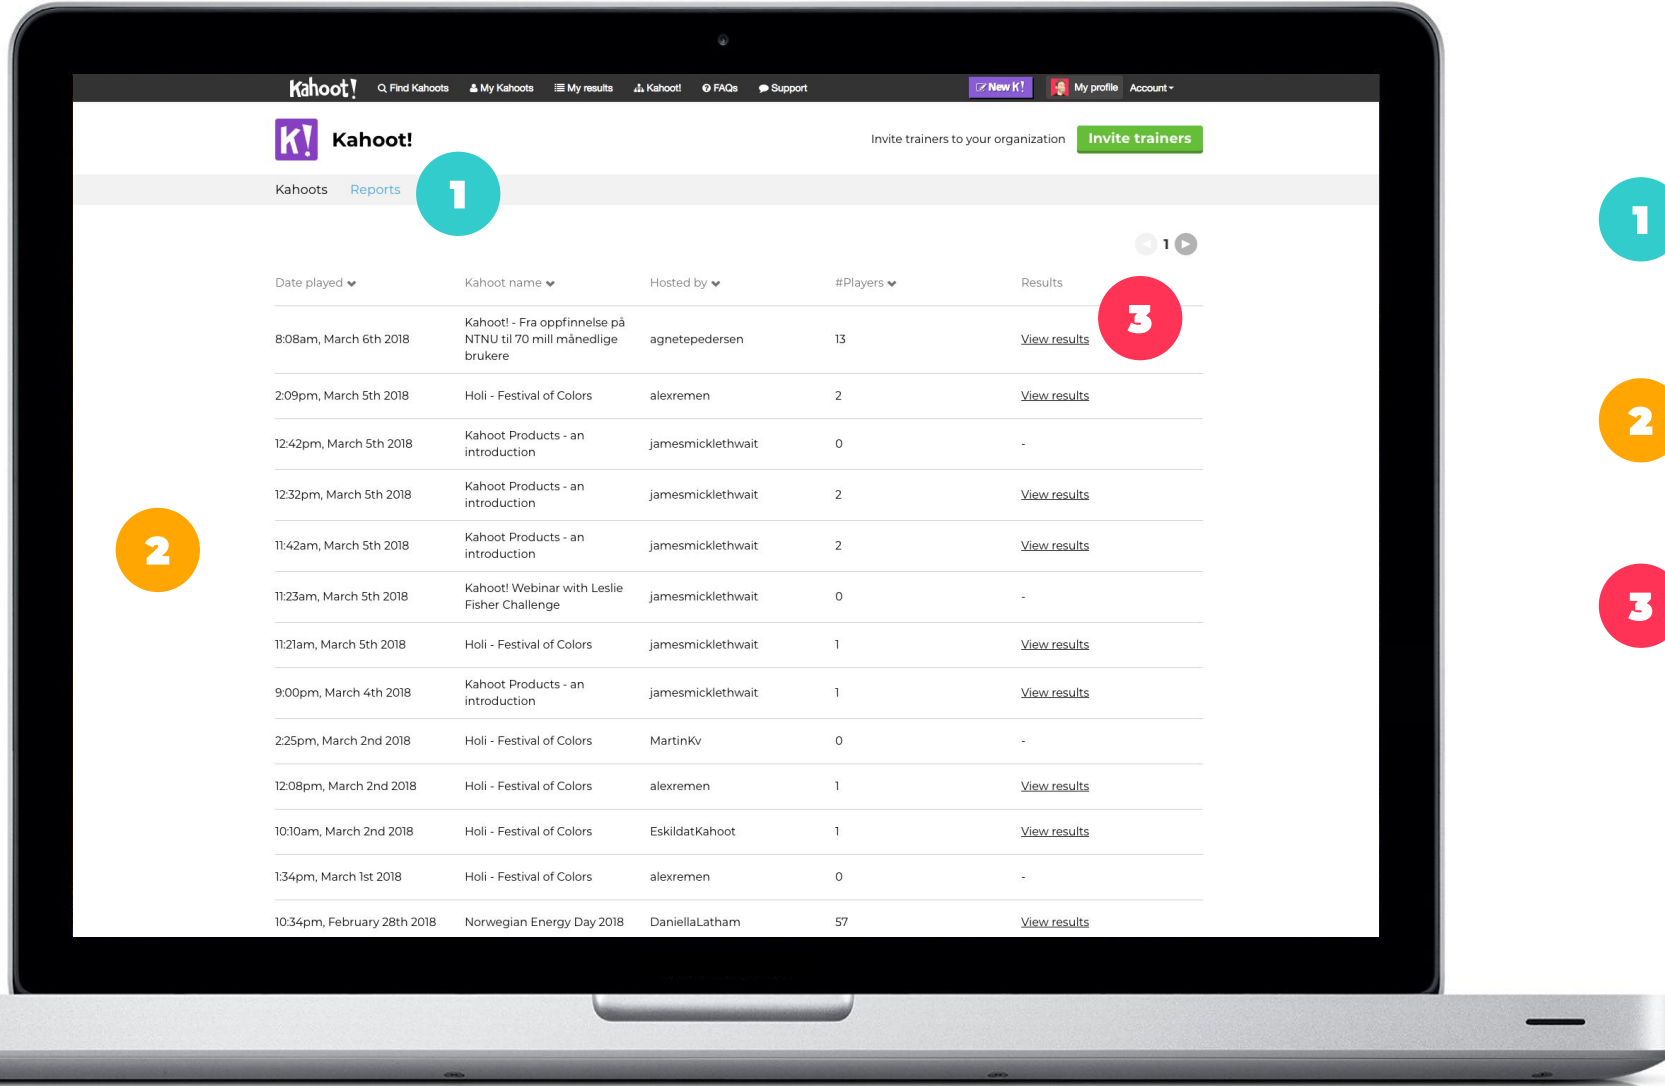 Kahoot! Find Kahoots My Kahoots My results Kahoot! FAQs Support New K! My profile Account
K! Kahoot! Invite trainers to your organization Invite trainers
Kahoots Reports 1
1
1
Date played Kahoot name Hosted by #Players Results
3
8:08am, March 6th 2018 Kahoot! - Fra oppfinnelse på
NTNU til 70 mill månedlige
brukere agnetepedersen 13 View results
2:09pm, March 5th 2018 Holi - Festival of Colors alexremen 2 View results
2
12:42pm, March 5th 2018 Kahoot Products - an
introduction jamesmicklethwait 0 -
12:32pm, March 5th 2018 Kahoot Products - an
introduction jamesmicklethwait 2 View results
2
11:42am, March 5th 2018 Kahoot Products - an
introduction jamesmicklethwait 2 View results
11:23am, March 5th 2018 Kahoot! Webinar with Leslie
Fisher Challenge jamesmicklethwait 0 -
3
11:21am, March 5th 2018 Holi - Festival of Colors jamesmicklethwait 1 View results
9:00pm, March 4th 2018 Kahoot Products - an
introduction jamesmicklethwait 1 View results
2:25pm, March 2nd 2018 Holi - Festival of Colors MartinKv 0 -
12:08pm, March 2nd 2018 Holi - Festival of Colors alexremen 1 View results
10:10am, March 2nd 2018 Holi - Festival of Colors EskildatKahoot 1 View results
1:34pm, March 1st 2018 Holi - Festival of Colors alexremen 0 -
10:34pm, February 28th 2018 Norwegian Energy Day 2018 DaniellaLatham 57 View results